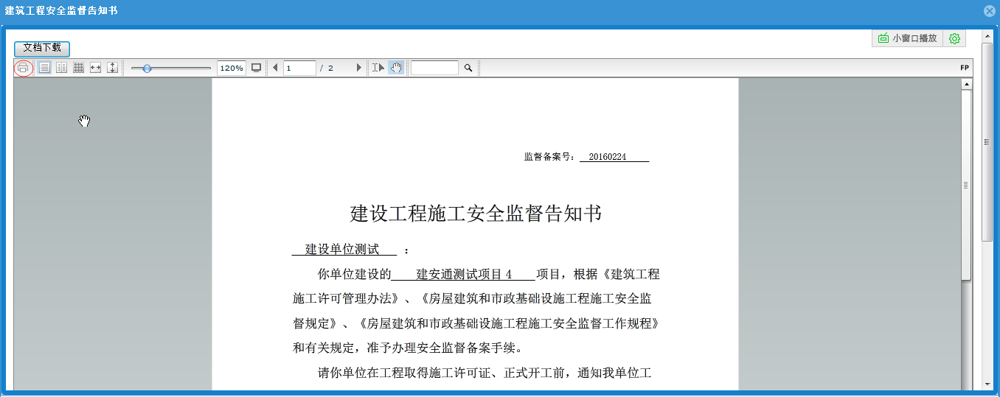 建筑工程安全监督告知书
小窗口播放
文档下载
120% 1 / 2 FP
监督备案号： 20160224
建设工程施工安全监督告知书
建设单位测试 ：
你单位建设的 建安通测试项目4 项目，根据《建筑工程
施工许可管理办法》、《房屋建筑和市政基础设施工程施工安全监
督规定》、《房屋建筑和市政基础设施工程施工安全监督工作规程》
和有关规定，准予办理安全监督备案手续。
请你单位在工程取得施工许可证、正式开工前，通知我单位工